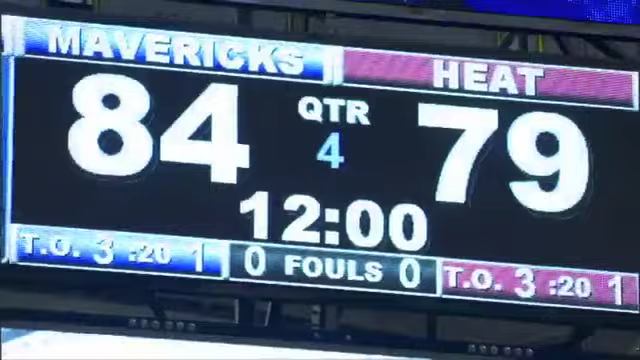 MAVERICKS HEAT
84 QTR 79
4
12:00
T.O. 3 :20 1 0 FOULS 0 T.O. 3 :20 1